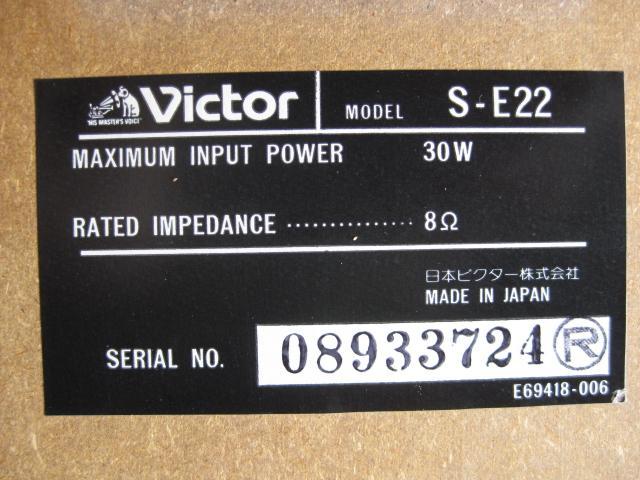 "HIS MASTER'S VOICE" Victor MODEL S-E22
MAXIMUM INPUT POWER 30W
RATED IMPEDANCE ·············· 8Ω
日本ビクター株式会社
MADE IN JAPAN
SERIAL NO. 08933724 R
E69418-006